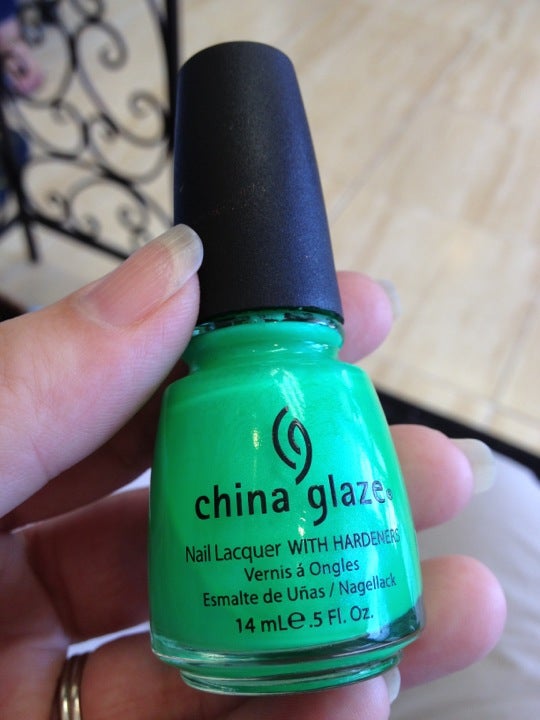 china glaze®
Nail Lacquer WITH HARDENERS
Vernis á Ongles
Esmalte de Uñas / Nagellack
14 mL℮.5 Fl. Oz.